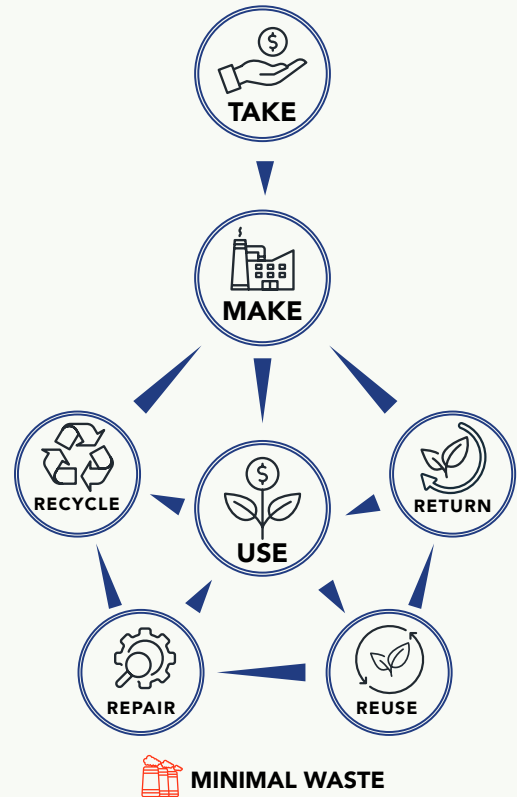 $
TAKE
MAKE
RECYCLE
$
USE
RETURN
REPAIR
REUSE
MINIMAL WASTE